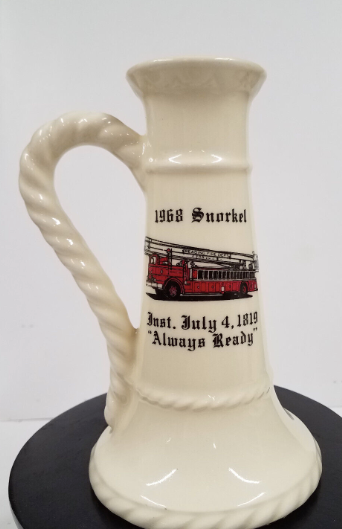 1968 Snorkel
Inst. July 4, 1819
"Always Ready"